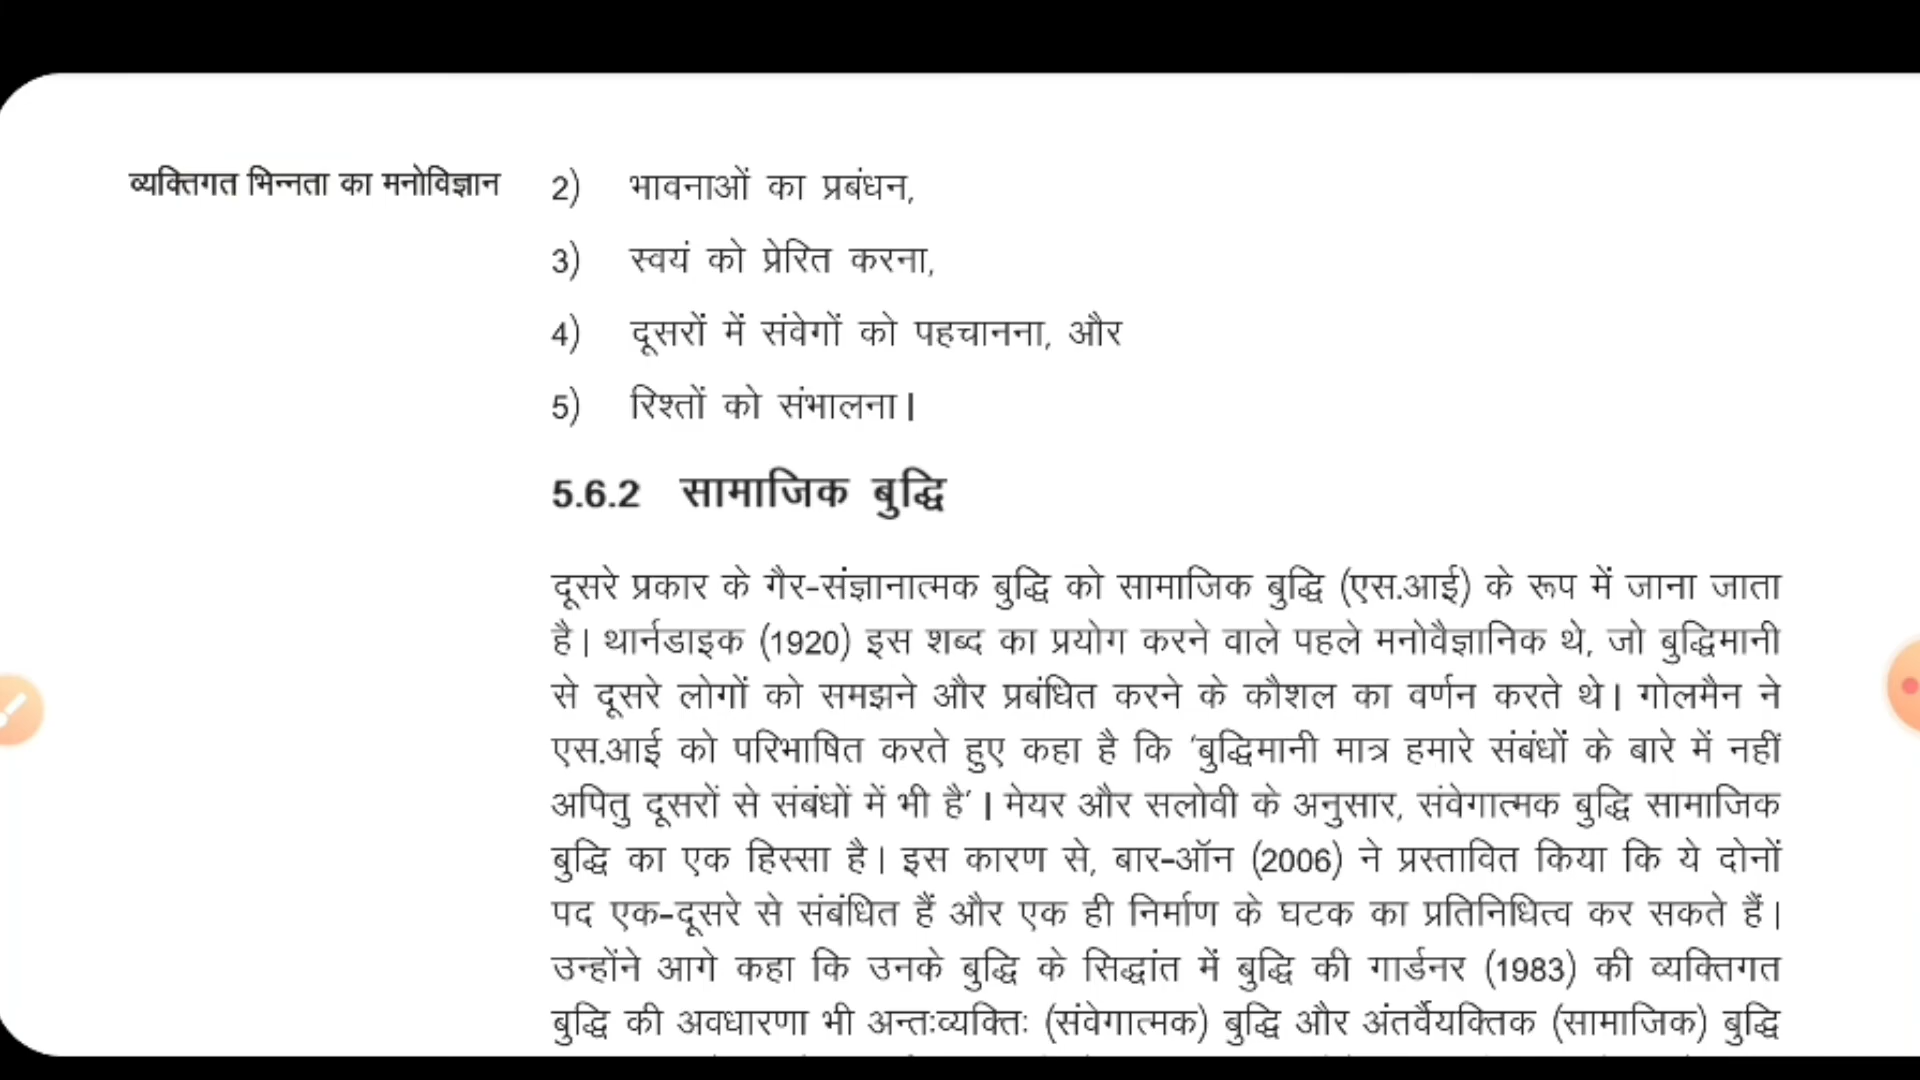 व्यक्तिगत भिन्नता का मनोविज्ञान
2) भावनाओं का प्रबंधन,
3) स्वयं को प्रेरित करना,
4) दूसरों में संवेगों को पहचानना, और
5) रिश्तों को संभालना।
5.6.2 सामाजिक बुद्धि
दूसरे प्रकार के गैर-संज्ञानात्मक बुद्धि को सामाजिक बुद्धि (एस.आई) के रूप में जाना जाता
है। थार्नडाइक (1920) इस शब्द का प्रयोग करने वाले पहले मनोवैज्ञानिक थे, जो बुद्धिमानी
से दूसरे लोगों को समझने और प्रबंधित करने के कौशल का वर्णन करते थे। गोलमैन ने
एस.आई को परिभाषित करते हुए कहा है कि 'बुद्धिमानी मात्र हमारे संबंधों के बारे में नहीं
अपितु दूसरों से संबंधों में भी है'। मेयर और सलोवी के अनुसार, संवेगात्मक बुद्धि सामाजिक
बुद्धि का एक हिस्सा है। इस कारण से, बार-ऑन (2006) ने प्रस्तावित किया कि ये दोनों
पद एक-दूसरे से संबंधित हैं और एक ही निर्माण के घटक का प्रतिनिधित्व कर सकते हैं।
उन्होंने आगे कहा कि उनके बुद्धि के सिद्धांत में बुद्धि की गार्डनर (1983) की व्यक्तिगत
बुद्धि की अवधारणा भी अन्तःव्यक्तिः (संवेगात्मक) बुद्धि और अंतर्वैयक्तिक (सामाजिक) बुद्धि